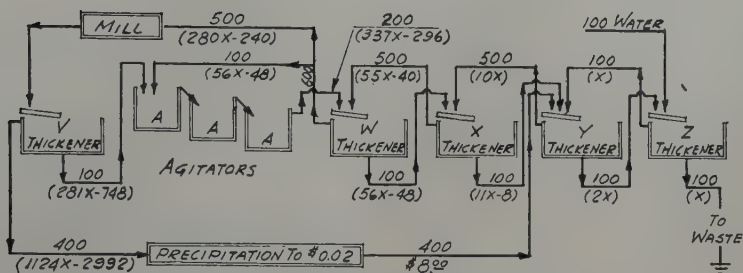 MILL
500
(280X-240)
100
(56X-48)
600
200
(337X-296)
500
(55X-40)
500
(10X)
100
(X)
100 WATER
V
THICKENER
A
A
A
AGITATORS
W
THICKENER
X
THICKENER
Y
THICKENER
Z
THICKENER
100
(281X-748)
100
(56X-48)
100
(11X-8)
100
(2X)
100
(X)
TO
WASTE
400
(1124X-2992)
PRECIPITATION TO $0.02
400
$8.00